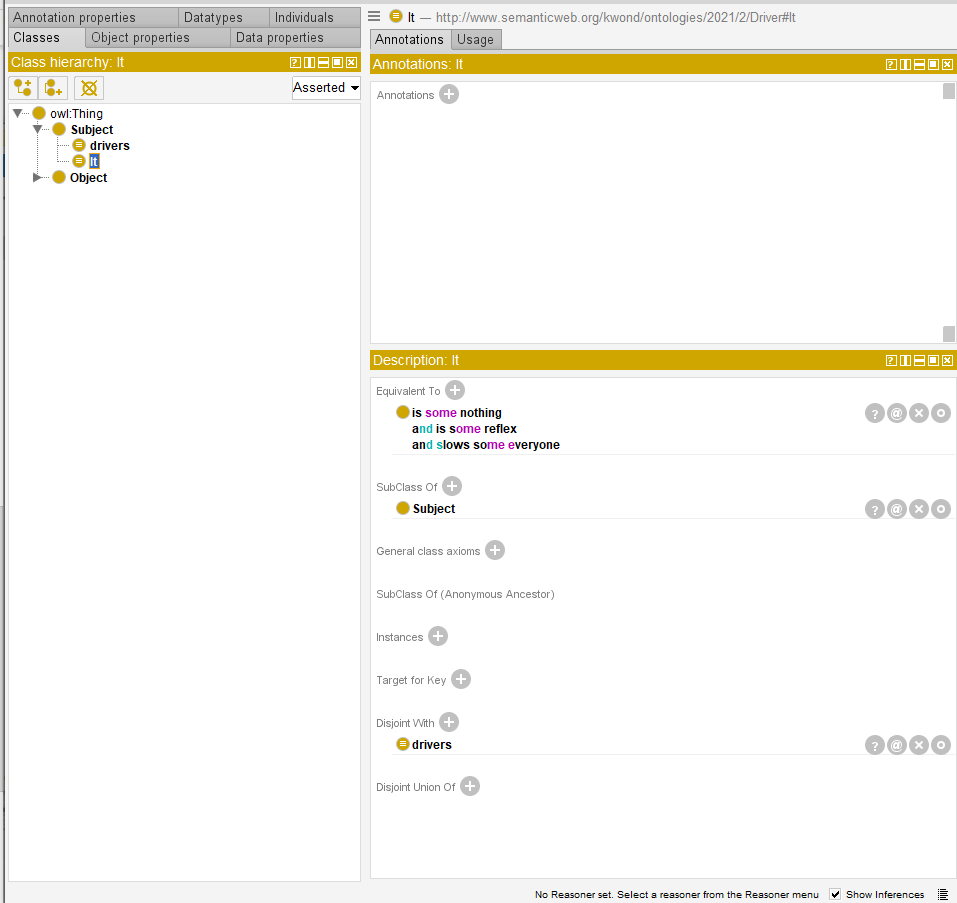 Annotation properties Datatypes Individuals
Classes Object properties Data properties
Class hierarchy: It
Asserted
owl:Thing
Subject
drivers
It
Object
It — http://www.semanticweb.org/kwond/ontologies/2021/2/Driver#It
Annotations Usage
Annotations: It
Annotations
Description: It
Equivalent To
is some nothing
and is some reflex
and slows some everyone
SubClass Of
Subject
General class axioms
SubClass Of (Anonymous Ancestor)
Instances
Target for Key
Disjoint With
drivers
Disjoint Union Of
No Reasoner set. Select a reasoner from the Reasoner menu Show Inferences